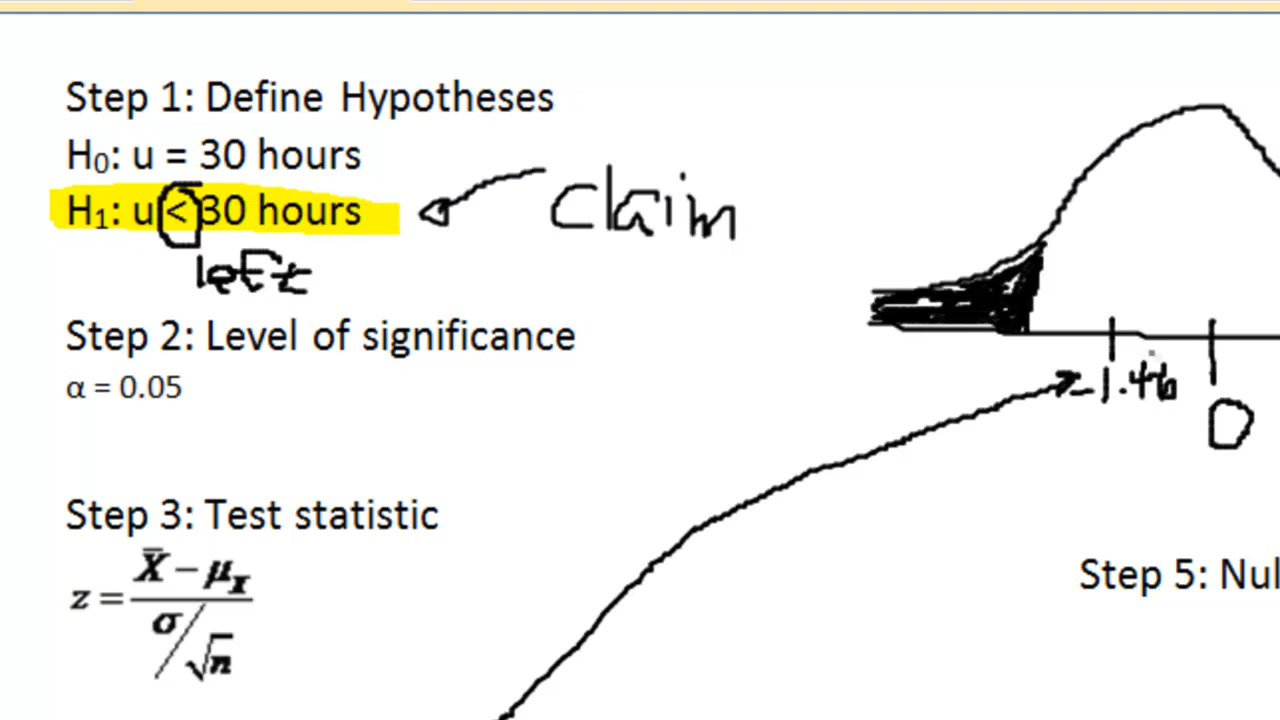 Step 1: Define Hypotheses
H₀: u = 30 hours
H₁: u < 30 hours
Claim
left
Step 2: Level of significance
α = 0.05
-1.46
0
Step 3: Test statistic
z = (X̄ − μ_X̄) / (σ/√n)
Step 5: Nul